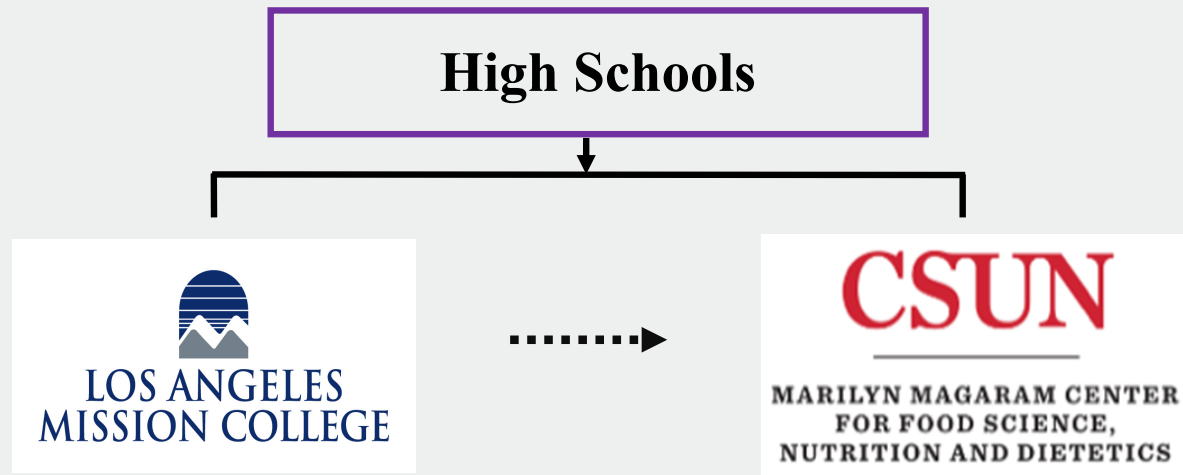 High Schools
LOS ANGELES
MISSION COLLEGE
CSUN
MARILYN MAGARAM CENTER
FOR FOOD SCIENCE,
NUTRITION AND DIETETICS